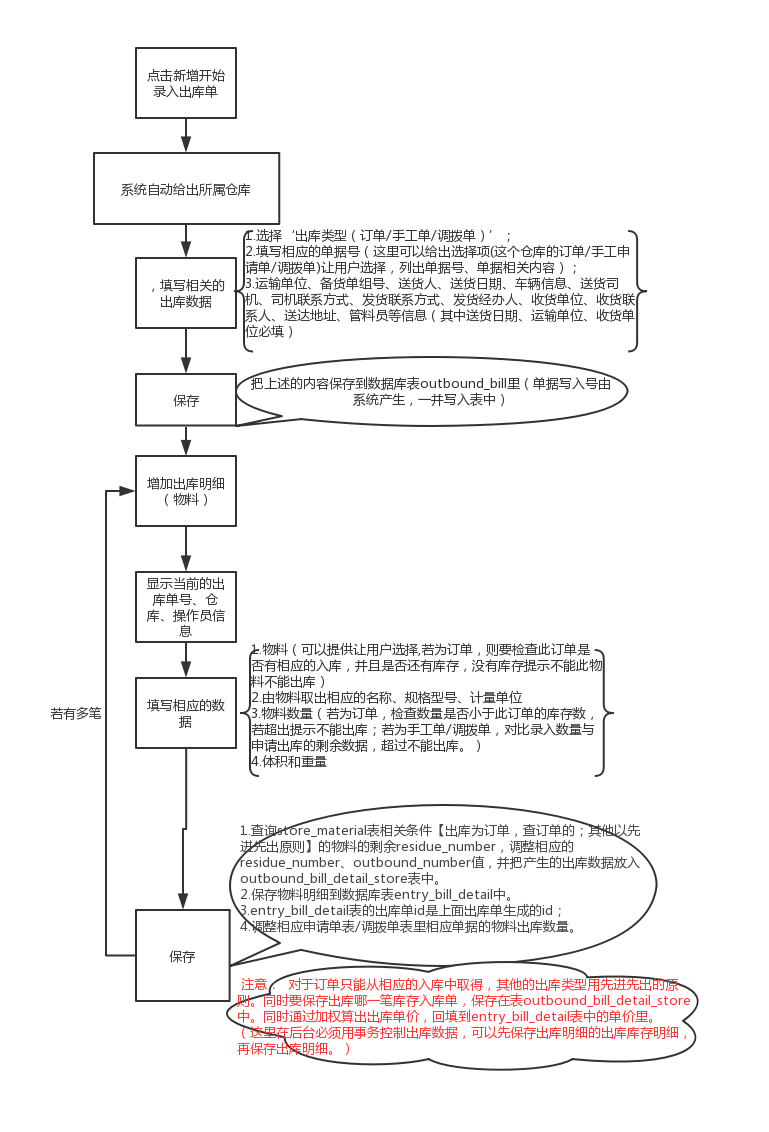 点击新增开始
录入出库单
系统自动给出所属仓库
，填写相关的
出库数据
1.选择‘出库类型（订单/手工单/调拨单）’；
2.填写相应的单据号（这里可以给出选择项(这个仓库的订单/手工申
请单/调拨单)让用户选择，列出单据号、单据相关内容）；
3.运输单位、备货单组号、送货人、送货日期、车辆信息、送货司
机、司机联系方式、发货联系方式、发货经办人、收货单位、收货联
系人、送达地址、管料员等信息（其中送货日期、运输单位、收货单
位必填）
保存
把上述的内容保存到数据库表outbound_bill里（单据写入号由
系统产生，一并写入表中）
增加出库明细
（物料）
显示当前的出
库单号、仓
库、操作员信
息
填写相应的数
据
1.物料（可以提供让用户选择,若为订单，则要检查此订单是
否有相应的入库，并且是否还有库存，没有库存提示不能此物
料不能出库）
2.由物料取出相应的名称、规格型号、计量单位
3.物料数量（若为订单，检查数量是否小于此订单的库存数，
若超出提示不能出库；若为手工单/调拨单，对比录入数量与
申请出库的剩余数据，超过不能出库。）
4.体积和重量
若有多笔
1.查询store_material表相关条件【出库为订单，查订单的；其他以先
进先出原则】的物料的剩余residue_number，调整相应的
residue_number、outbound_number值，并把产生的出库数据放入
outbound_bill_detail_store表中。
2.保存物料明细到数据库表entry_bill_detail中。
3.entry_bill_detail表的出库单id是上面出库单生成的id；
4.调整相应申请单表/调拨单表里相应单据的物料出库数量。
保存
注意： 对于订单只能从相应的入库中取得，其他的出库类型用先进先出的原
则。同时要保存出库哪一笔库存入库单，保存在表outbound_bill_detail_store
中。同时通过加权算出出库单价，回填到entry_bill_detail表中的单价里。
（这里在后台必须用事务控制出库数据，可以先保存出库明细的出库库存明细，
再保存出库明细。）